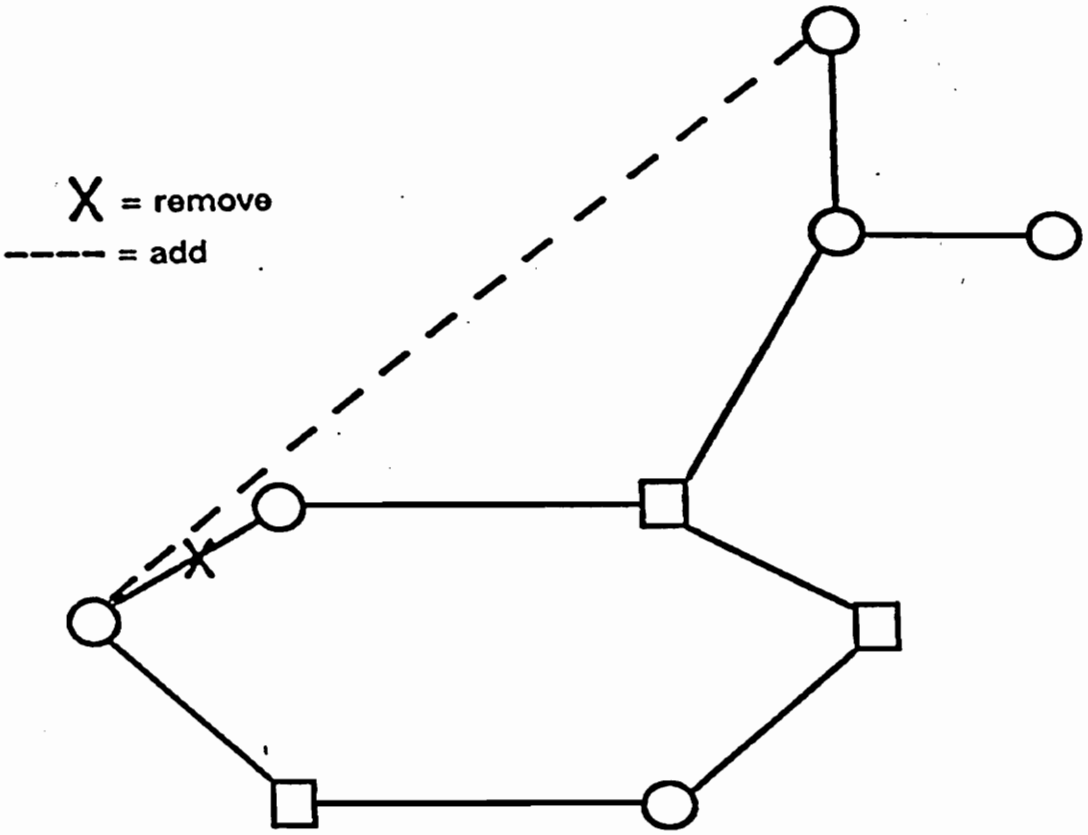 X = remove
---- = add